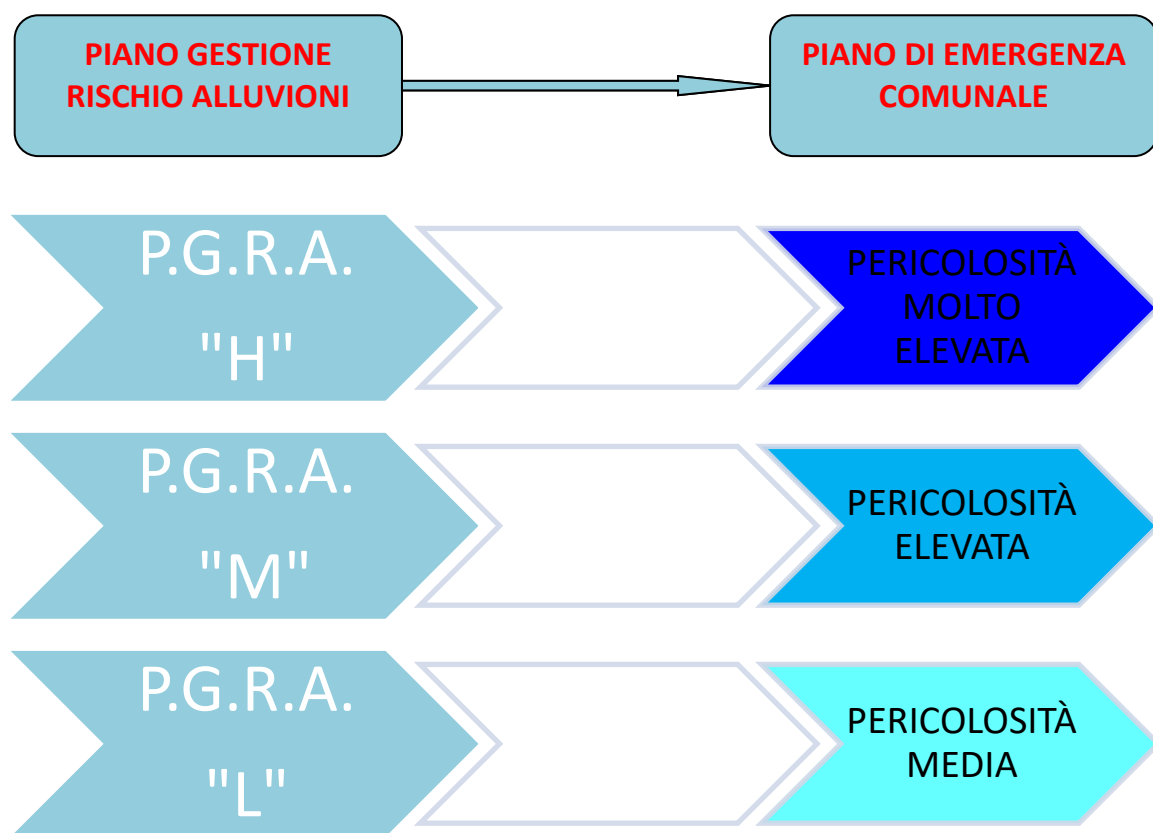 PIANO GESTIONE
RISCHIO ALLUVIONI
PIANO DI EMERGENZA
COMUNALE
P.G.R.A.
"H"
PERICOLOSITÀ
MOLTO
ELEVATA
P.G.R.A.
"M"
PERICOLOSITÀ
ELEVATA
P.G.R.A.
"L"
PERICOLOSITÀ
MEDIA